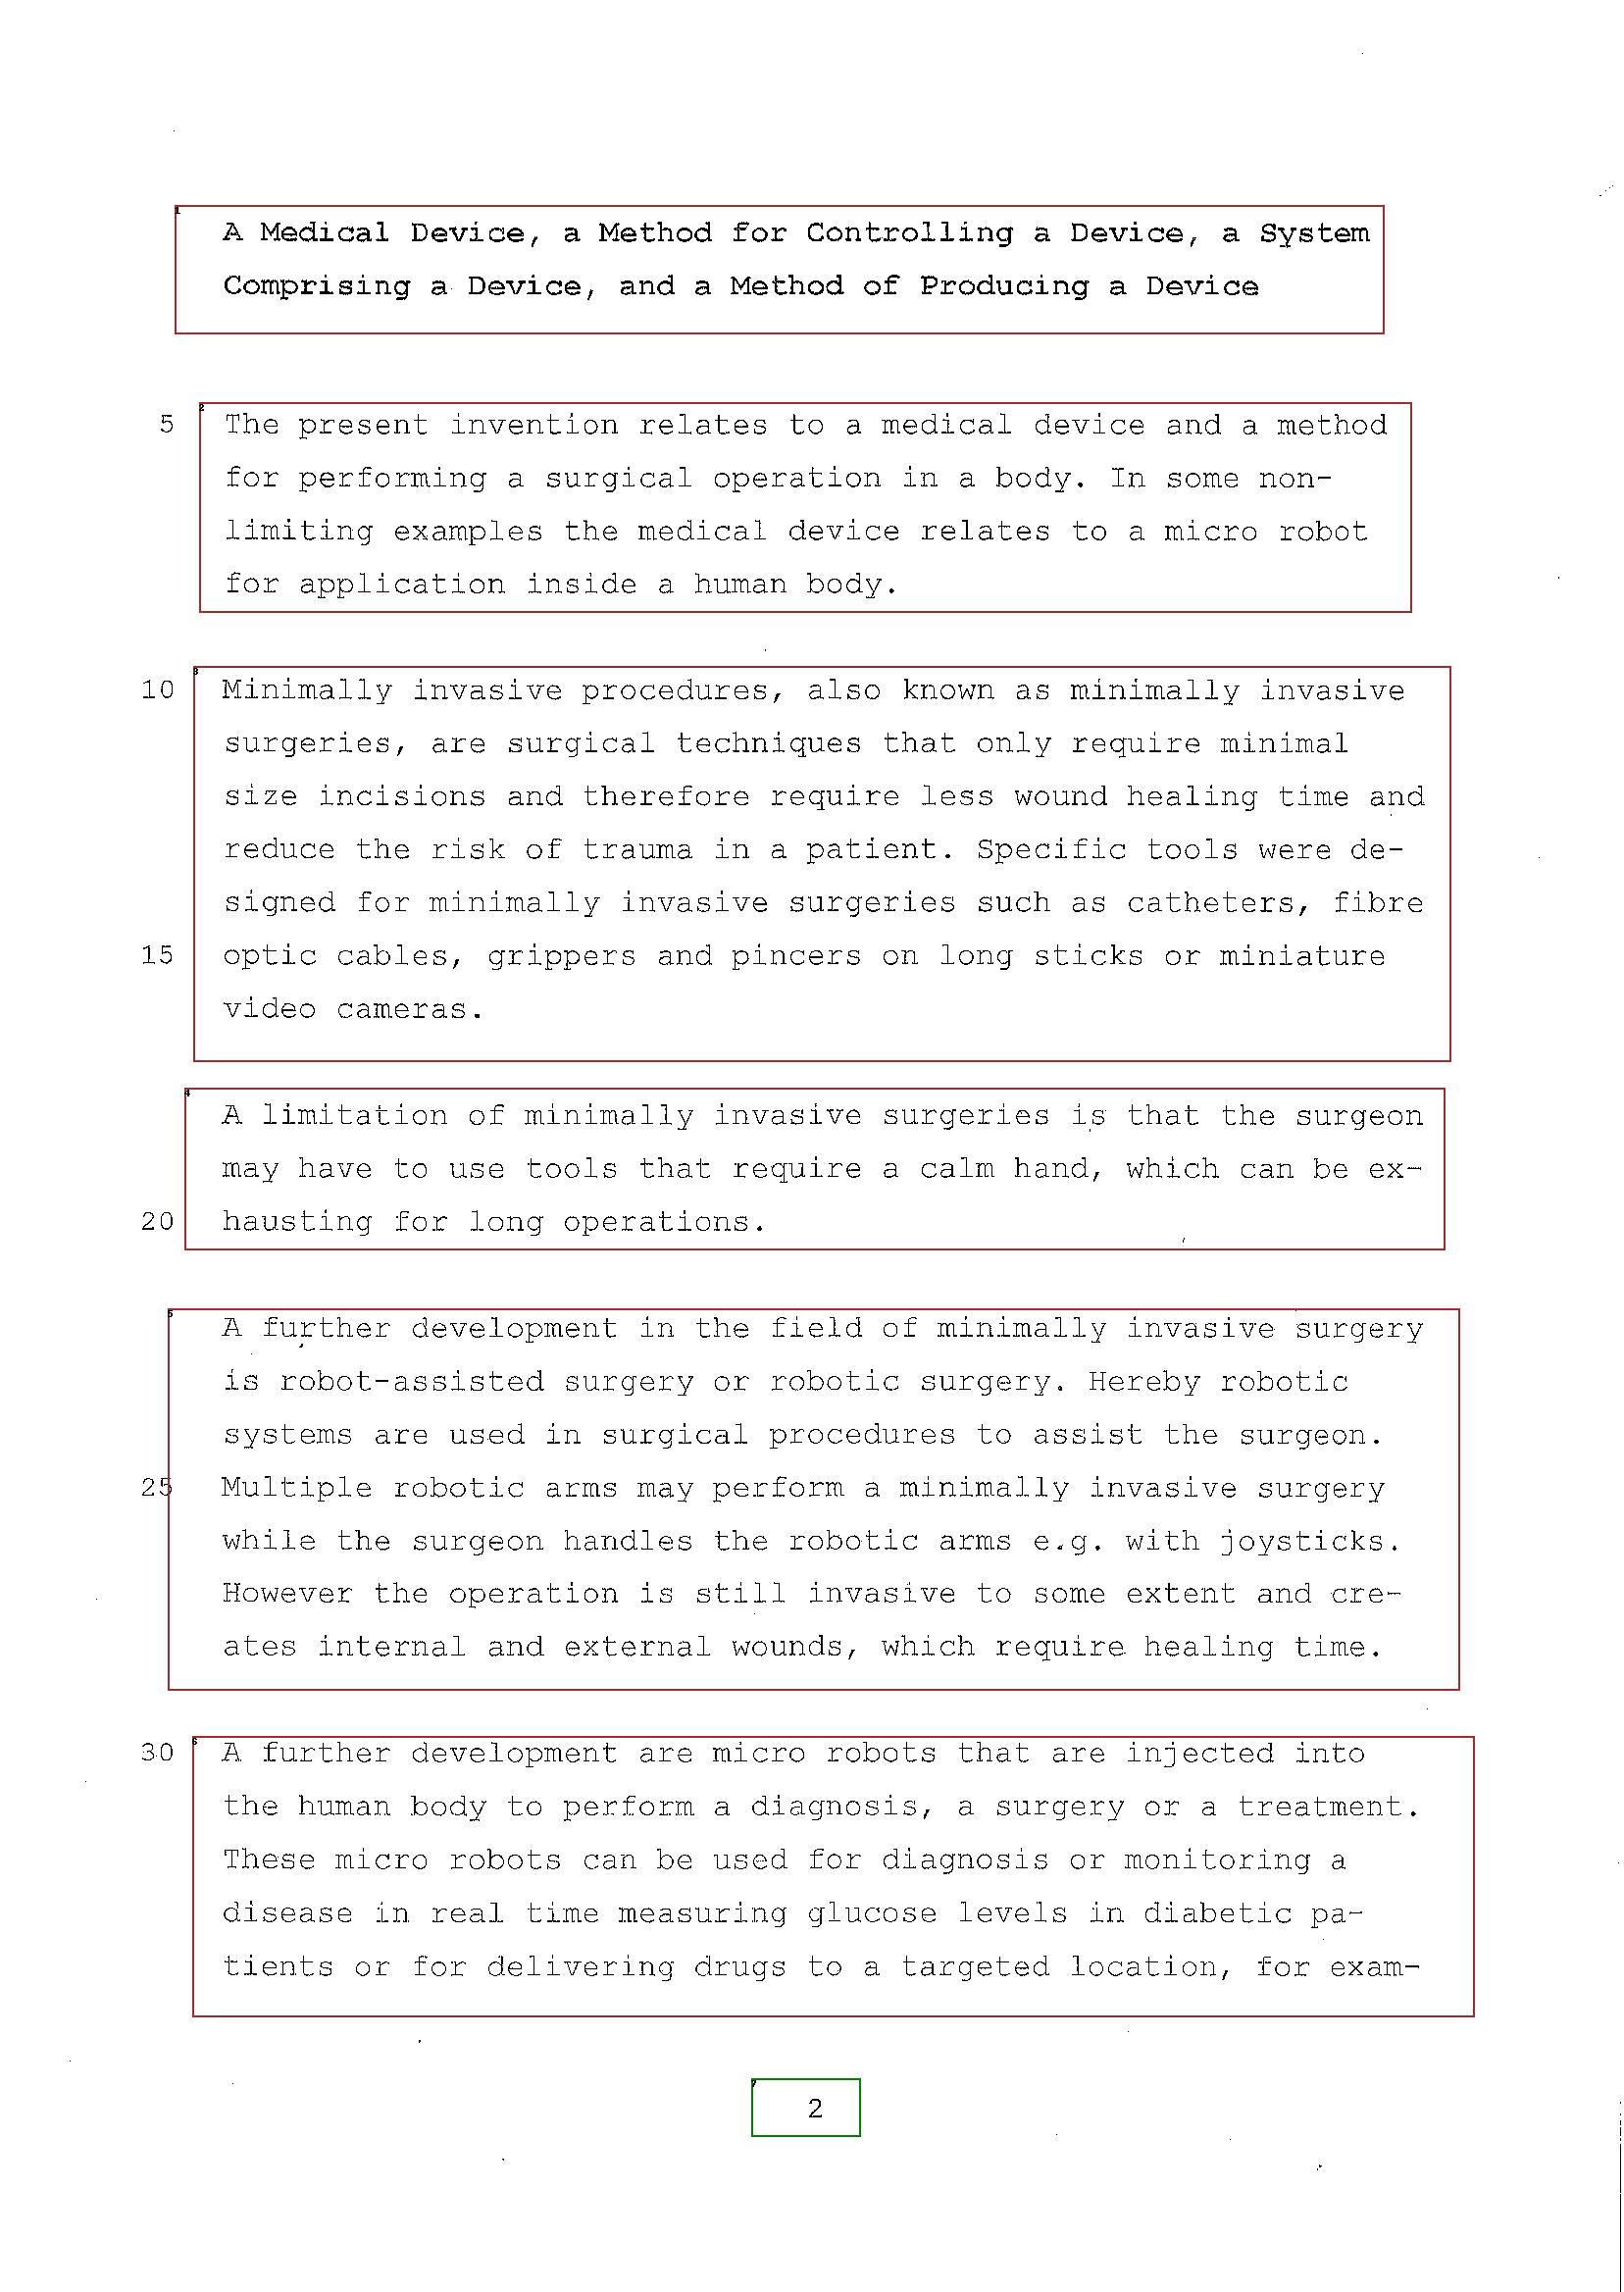 A Medical Device, a Method for Controlling a Device, a System
Comprising a Device, and a Method of Producing a Device
5 The present invention relates to a medical device and a method
for performing a surgical operation in a body. In some non-
limiting examples the medical device relates to a micro robot
for application inside a human body.
10 Minimally invasive procedures, also known as minimally invasive
surgeries, are surgical techniques that only require minimal
size incisions and therefore require less wound healing time and
reduce the risk of trauma in a patient. Specific tools were de-
signed for minimally invasive surgeries such as catheters, fibre
15 optic cables, grippers and pincers on long sticks or miniature
video cameras.
A limitation of minimally invasive surgeries is that the surgeon
may have to use tools that require a calm hand, which can be ex-
20 hausting for long operations.
A further development in the field of minimally invasive surgery
is robot-assisted surgery or robotic surgery. Hereby robotic
systems are used in surgical procedures to assist the surgeon.
25 Multiple robotic arms may perform a minimally invasive surgery
while the surgeon handles the robotic arms e.g. with joysticks.
However the operation is still invasive to some extent and cre-
ates internal and external wounds, which require healing time.
30 A further development are micro robots that are injected into
the human body to perform a diagnosis, a surgery or a treatment.
These micro robots can be used for diagnosis or monitoring a
disease in real time measuring glucose levels in diabetic pa-
tients or for delivering drugs to a targeted location, for exam-
2